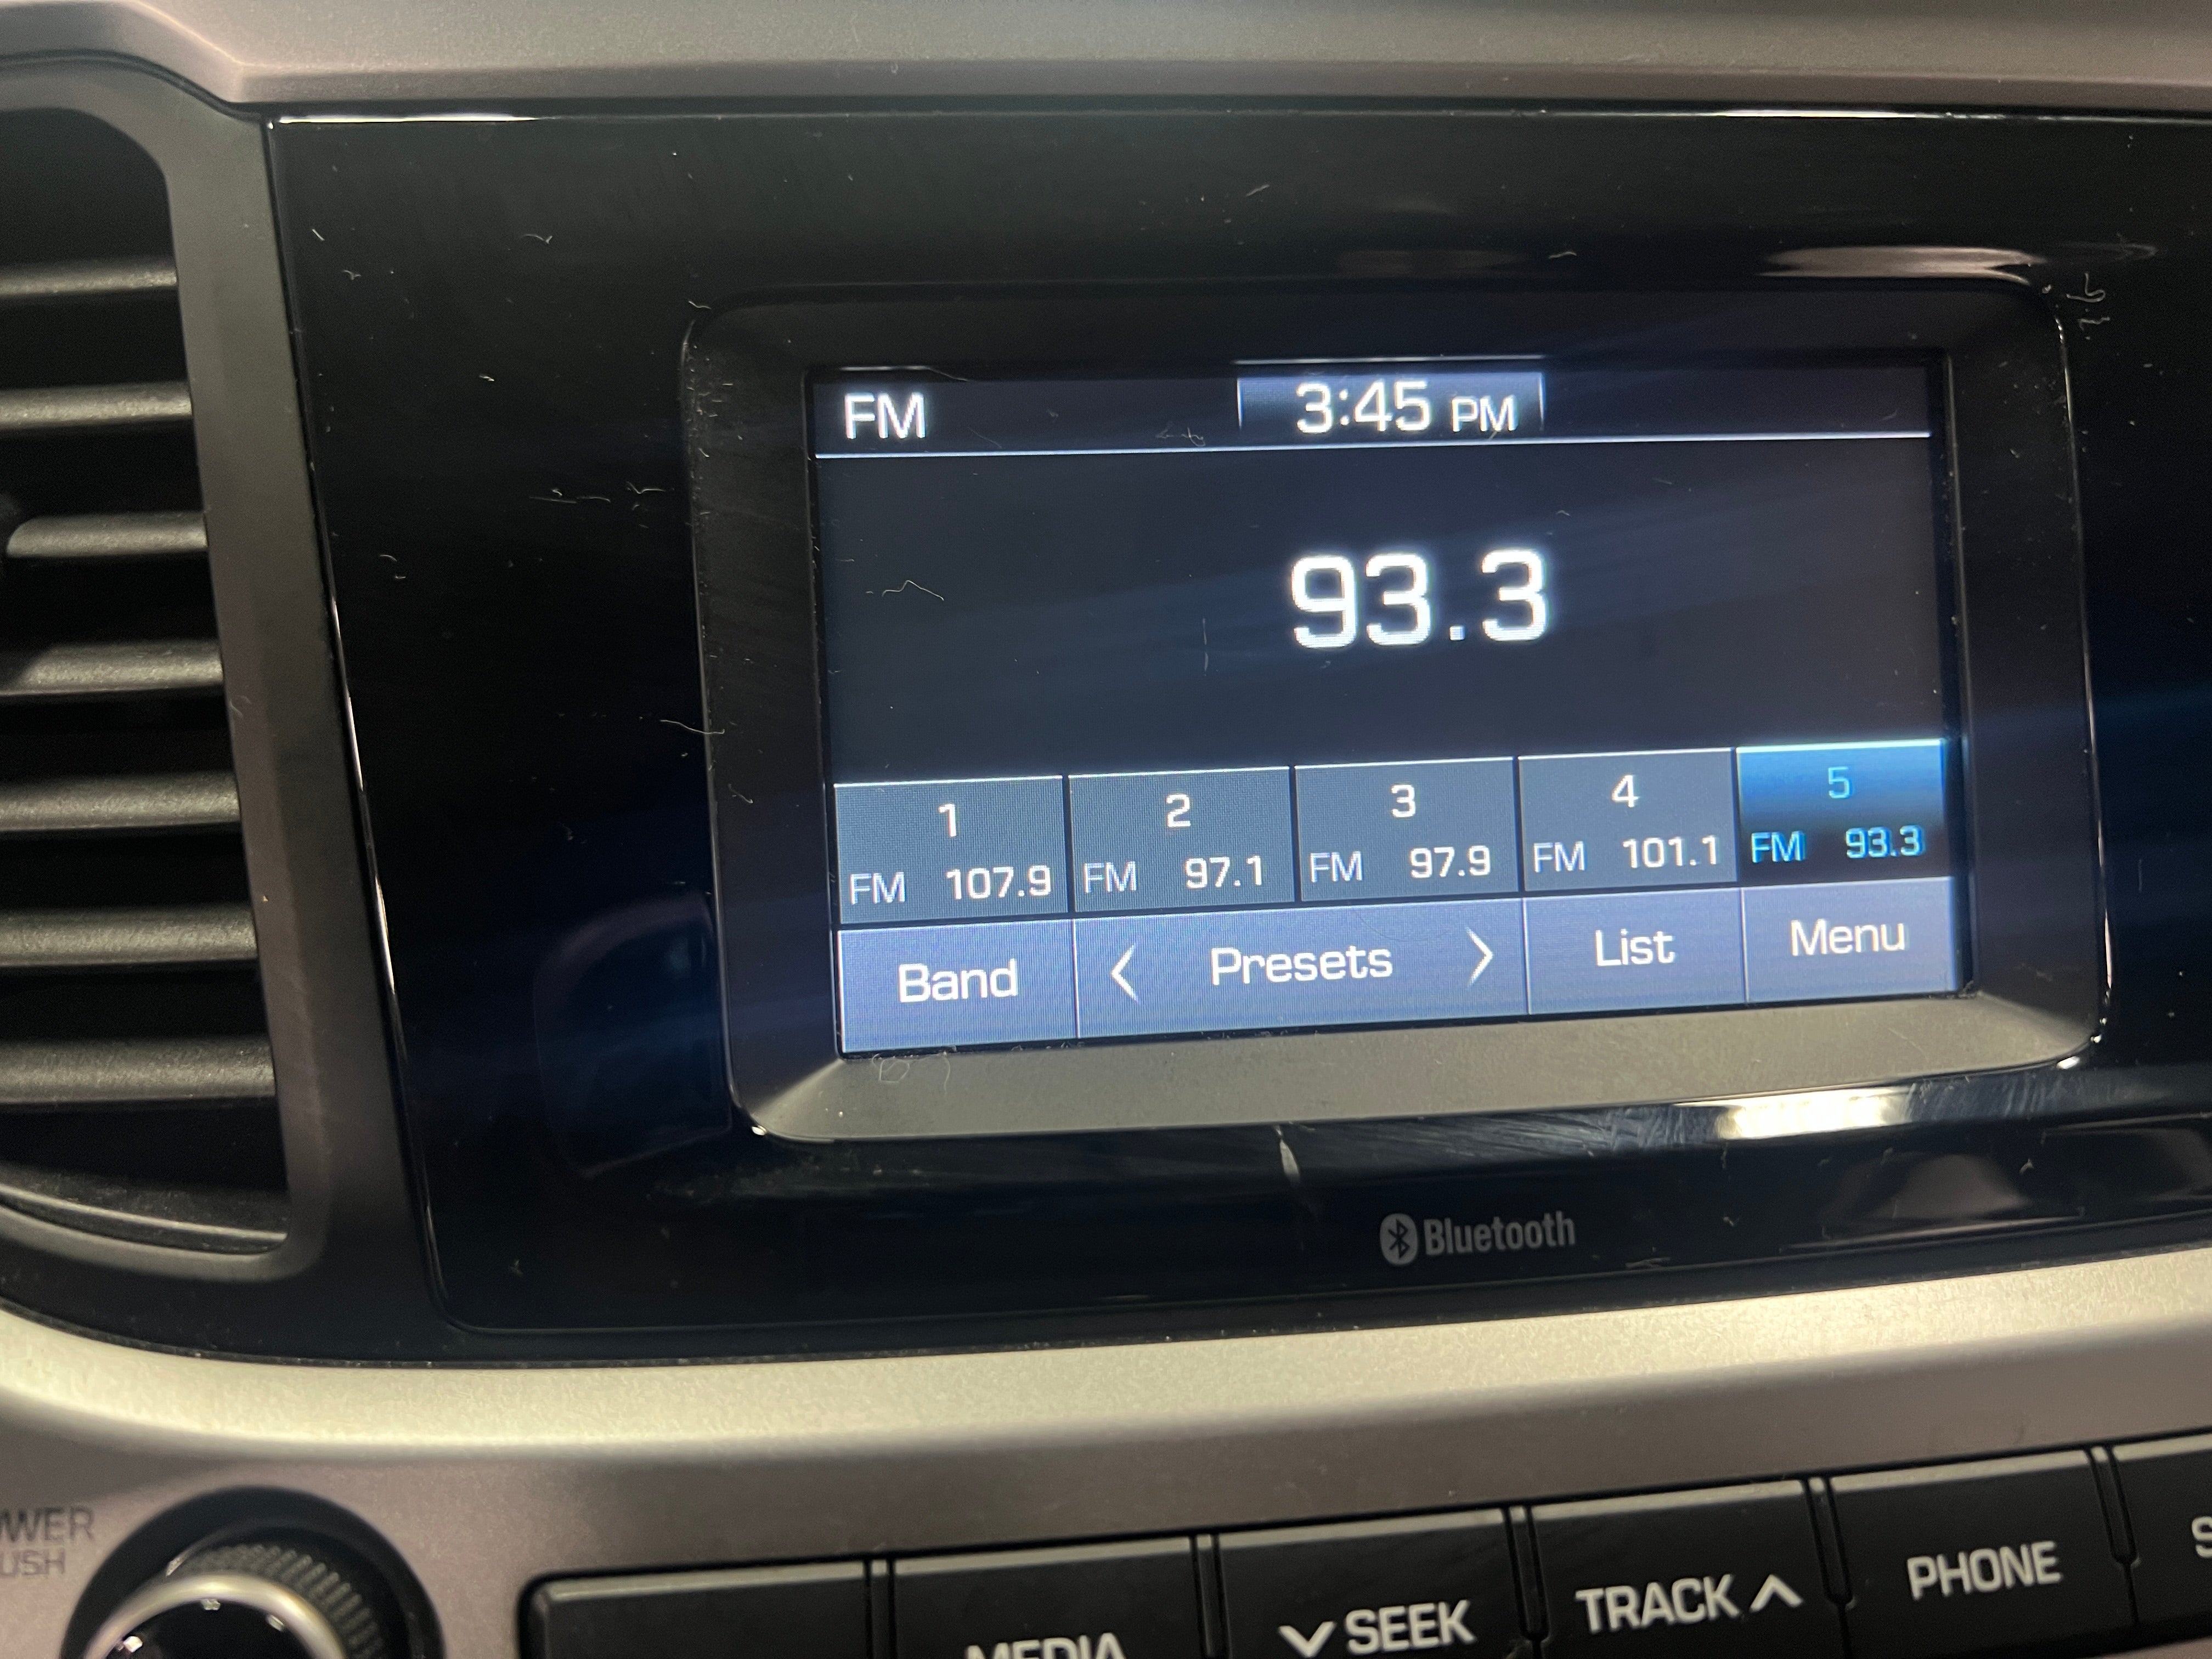 FM 3:45 PM
93.3
1 2 3 4 5
FM 107.9 FM 97.1 FM 97.9 FM 101.1 FM 93.3
Band < Presets > List Menu
Bluetooth
MEDIA SEEK TRACK PHONE